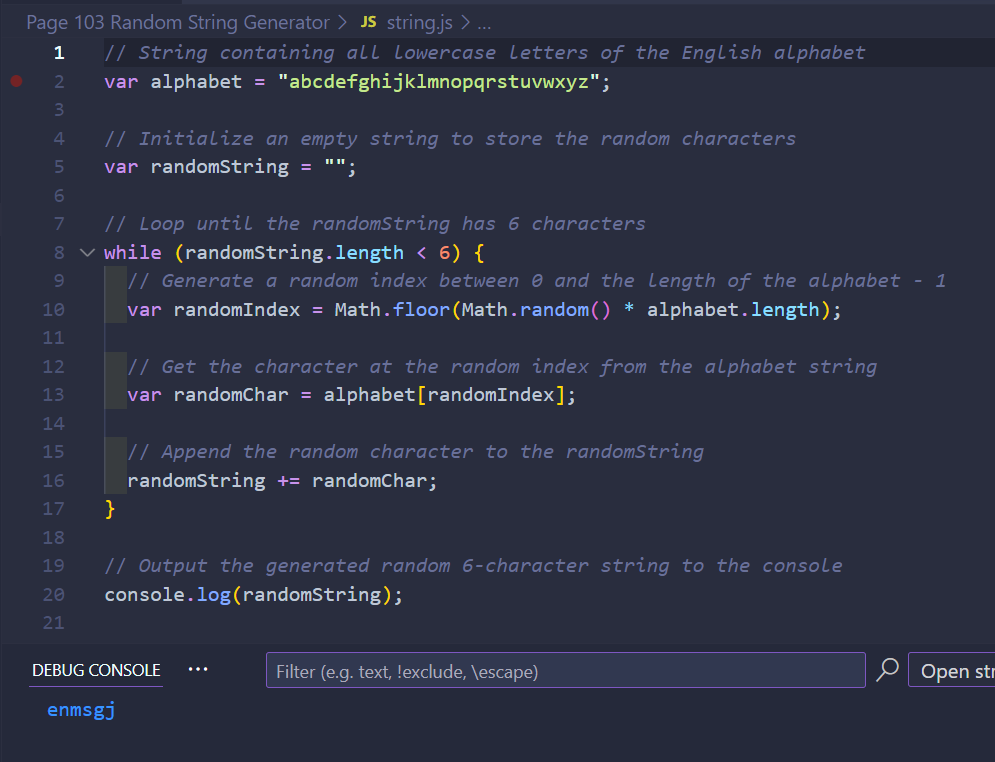 Page 103 Random String Generator > JS string.js > ...
1 // String containing all lowercase letters of the English alphabet
2 var alphabet = "abcdefghijklmnopqrstuvwxyz";
3
4 // Initialize an empty string to store the random characters
5 var randomString = "";
6
7 // Loop until the randomString has 6 characters
8 while (randomString.length < 6) {
9 // Generate a random index between 0 and the length of the alphabet - 1
10 var randomIndex = Math.floor(Math.random() * alphabet.length);
11
12 // Get the character at the random index from the alphabet string
13 var randomChar = alphabet[randomIndex];
14
15 // Append the random character to the randomString
16 randomString += randomChar;
17 }
18
19 // Output the generated random 6-character string to the console
20 console.log(randomString);
21
DEBUG CONSOLE ... Filter (e.g. text, !exclude, \escape) Open str
enmsgj